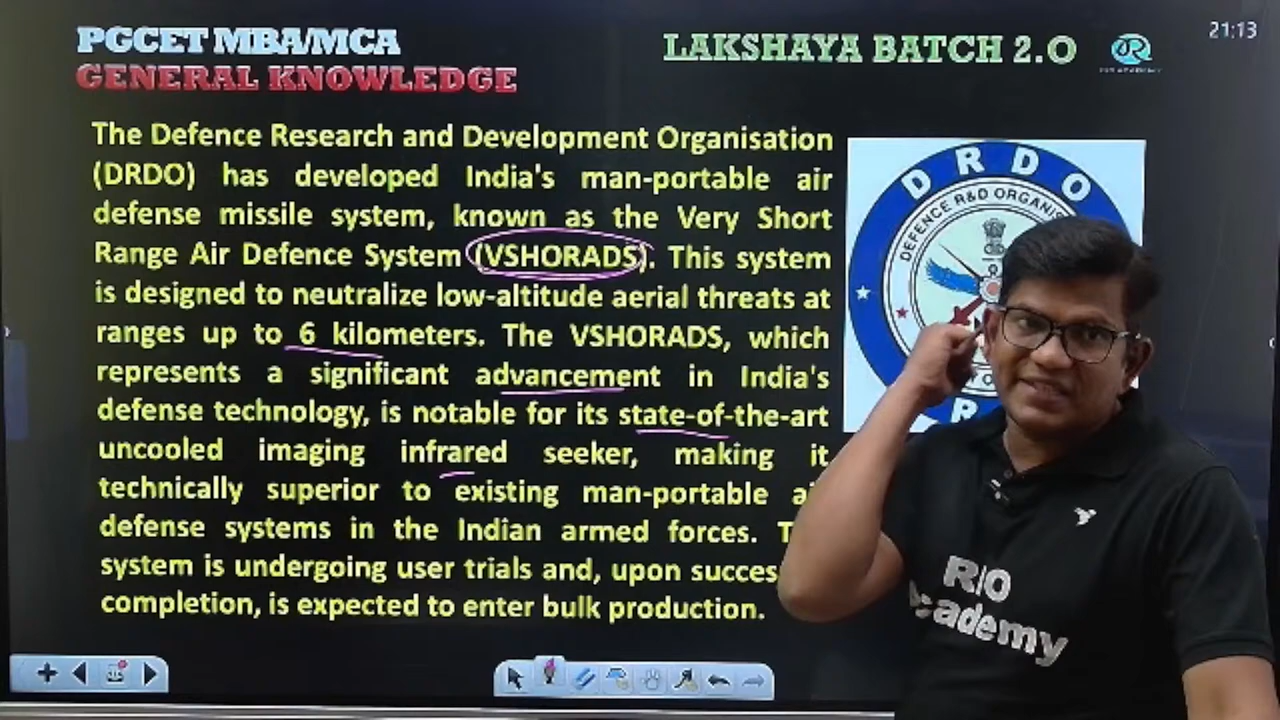 PGCET MBA/MCA
GENERAL KNOWLEDGE
LAKSHAYA BATCH 2.O
21:13
The Defence Research and Development Organisation
(DRDO) has developed India's man-portable air
defense missile system, known as the Very Short
Range Air Defence System (VSHORADS). This system
is designed to neutralize low-altitude aerial threats at
ranges up to 6 kilometers. The VSHORADS, which
represents a significant advancement in India's
defense technology, is notable for its state-of-the-art
uncooled imaging infrared seeker, making it
technically superior to existing man-portable
defense systems in the Indian armed forces.
system is undergoing user trials and, upon
completion, is expected to enter bulk production.
DRDO
DEFENCE R&D
R
Academy